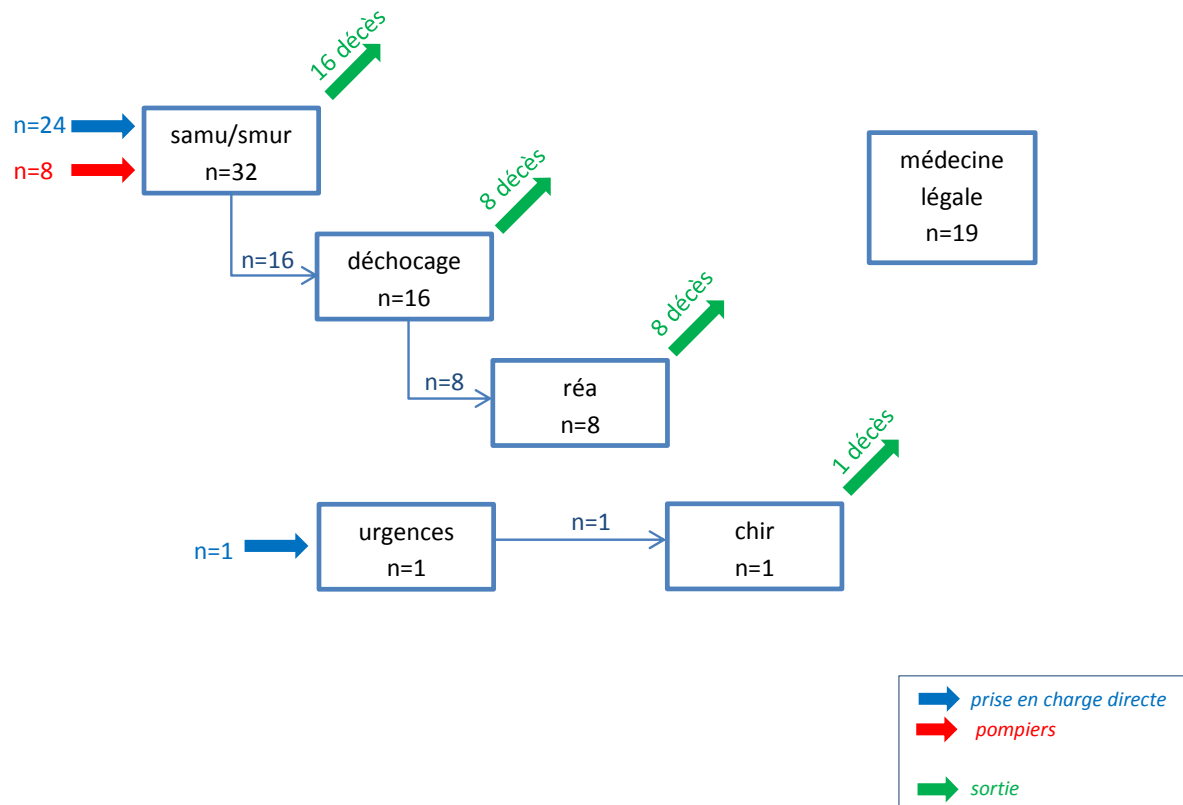 16 décès
n=24
n=8
samu/smur
n=32
médecine
légale
n=19
8 décès
n=16
déchocage
n=16
8 décès
n=8
réa
n=8
1 décès
n=1
urgences
n=1
n=1
chir
n=1
prise en charge directe
pompiers
sortie